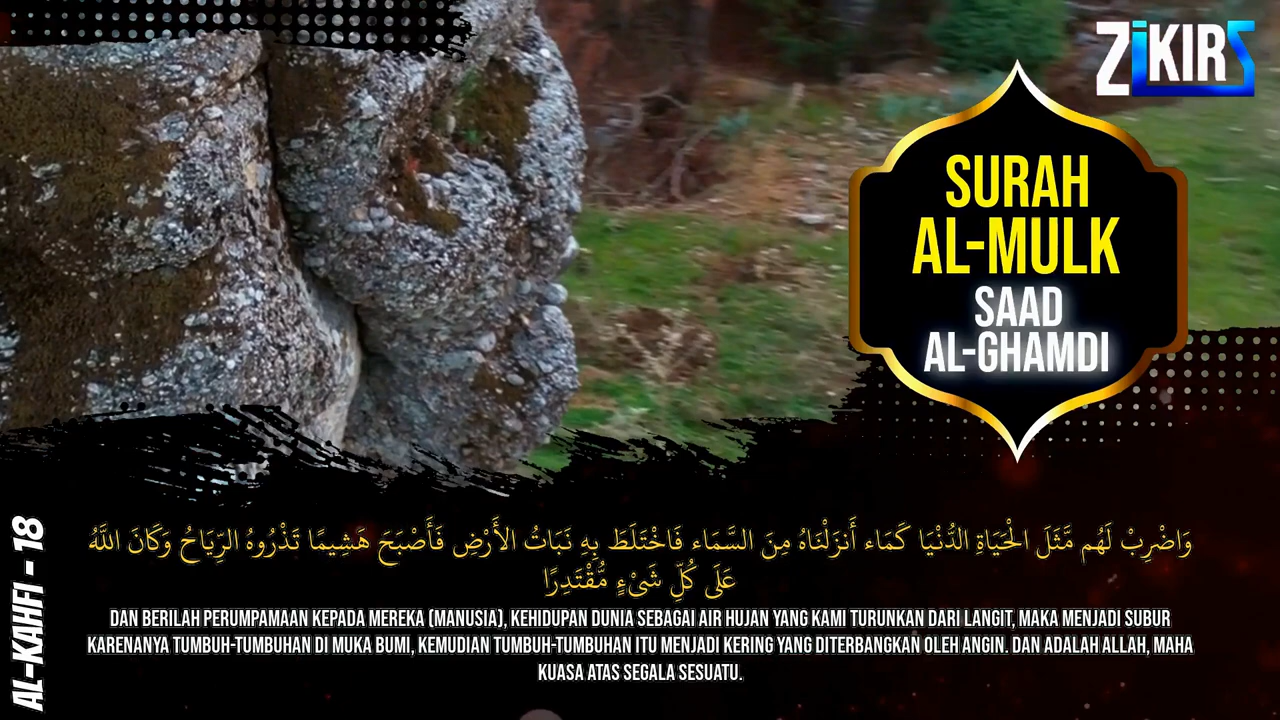 ZiKIRS
SURAH
AL-MULK
SAAD
AL-GHAMDI
وَاضْرِبْ لَهُم مَّثَلَ الْحَيَاةِ الدُّنْيَا كَمَاء أَنزَلْنَاهُ مِنَ السَّمَاء فَاخْتَلَطَ بِهِ نَبَاتُ الأَرْضِ فَأَصْبَحَ هَشِيمًا تَذْرُوهُ الرِّيَاحُ وَكَانَ اللَّهُ
عَلَى كُلِّ شَيْءٍ مُّقْتَدِرًا
DAN BERILAH PERUMPAMAAN KEPADA MEREKA (MANUSIA), KEHIDUPAN DUNIA SEBAGAI AIR HUJAN YANG KAMI TURUNKAN DARI LANGIT, MAKA MENJADI SUBUR
KARENANYA TUMBUH-TUMBUHAN DI MUKA BUMI, KEMUDIAN TUMBUH-TUMBUHAN ITU MENJADI KERING YANG DITERBANGKAN OLEH ANGIN. DAN ADALAH ALLAH, MAHA
KUASA ATAS SEGALA SESUATU.
AL-KAHFI - 18